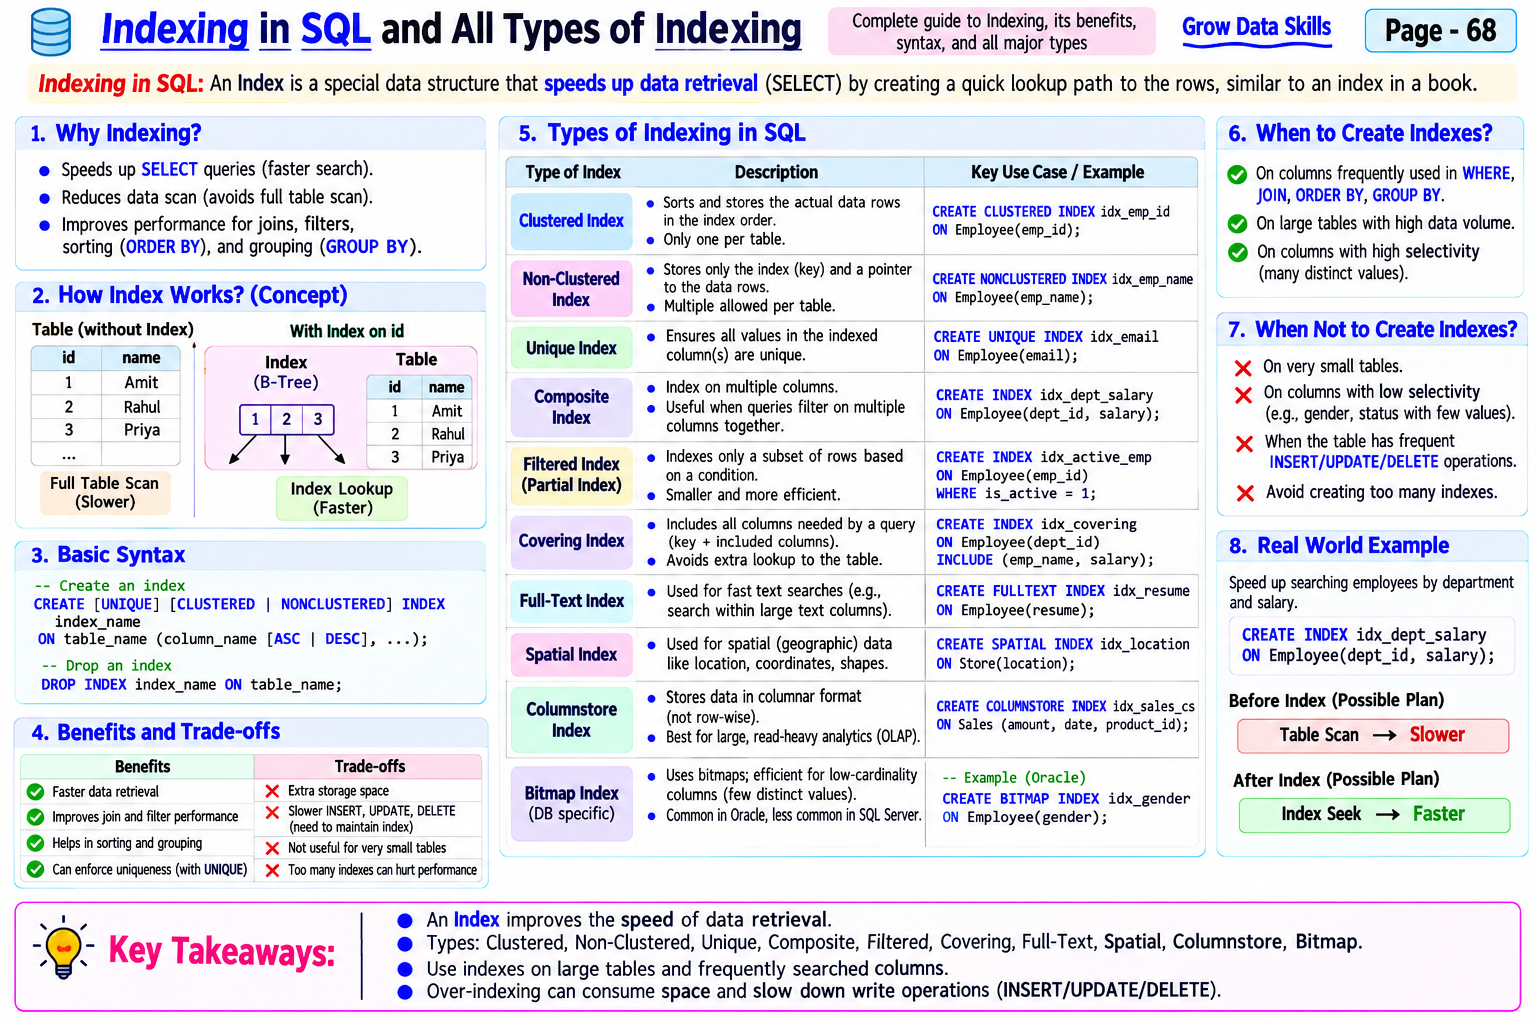 Indexing in SQL and All Types of Indexing
Complete guide to Indexing, its benefits,
syntax, and all major types
Grow Data Skills
Page - 68
Indexing in SQL: An Index is a special data structure that speeds up data retrieval (SELECT) by creating a quick lookup path to the rows, similar to an index in a book.
1. Why Indexing?
● Speeds up SELECT queries (faster search).
● Reduces data scan (avoids full table scan).
● Improves performance for joins, filters,
sorting (ORDER BY), and grouping (GROUP BY).
2. How Index Works? (Concept)
Table (without Index)
id name
1 Amit
2 Rahul
3 Priya
...
Full Table Scan
(Slower)
With Index on id
Index
(B-Tree)
1 2 3
Table
id name
1 Amit
2 Rahul
3 Priya
Index Lookup
(Faster)
3. Basic Syntax
-- Create an index
CREATE [UNIQUE] [CLUSTERED | NONCLUSTERED] INDEX
index_name
ON table_name (column_name [ASC | DESC], ...);
-- Drop an index
DROP INDEX index_name ON table_name;
4. Benefits and Trade-offs
Benefits
Faster data retrieval
Improves join and filter performance
Helps in sorting and grouping
Can enforce uniqueness (with UNIQUE)
Trade-offs
Extra storage space
Slower INSERT, UPDATE, DELETE
(need to maintain index)
Not useful for very small tables
Too many indexes can hurt performance
5. Types of Indexing in SQL
Type of Index Description Key Use Case / Example
Clustered Index
● Sorts and stores the actual data rows
in the index order.
● Only one per table.
CREATE CLUSTERED INDEX idx_emp_id
ON Employee(emp_id);
Non-Clustered
Index
● Stores only the index (key) and a pointer
to the data rows.
● Multiple allowed per table.
CREATE NONCLUSTERED INDEX idx_emp_name
ON Employee(emp_name);
Unique Index
● Ensures all values in the indexed
column(s) are unique.
CREATE UNIQUE INDEX idx_email
ON Employee(email);
Composite
Index
● Index on multiple columns.
● Useful when queries filter on multiple
columns together.
CREATE INDEX idx_dept_salary
ON Employee(dept_id, salary);
Filtered Index
(Partial Index)
● Indexes only a subset of rows based
on a condition.
● Smaller and more efficient.
CREATE INDEX idx_active_emp
ON Employee(emp_id)
WHERE is_active = 1;
Covering Index
● Includes all columns needed by a query
(key + included columns).
● Avoids extra lookup to the table.
CREATE INDEX idx_covering
ON Employee(dept_id)
INCLUDE (emp_name, salary);
Full-Text Index
● Used for fast text searches (e.g.,
search within large text columns).
CREATE FULLTEXT INDEX idx_resume
ON Employee(resume);
Spatial Index
● Used for spatial (geographic) data
like location, coordinates, shapes.
CREATE SPATIAL INDEX idx_location
ON Store(location);
Columnstore
Index
● Stores data in columnar format
(not row-wise).
● Best for large, read-heavy analytics (OLAP).
CREATE COLUMNSTORE INDEX idx_sales_cs
ON Sales (amount, date, product_id);
Bitmap Index
(DB specific)
● Uses bitmaps; efficient for low-cardinality
columns (few distinct values).
● Common in Oracle, less common in SQL Server.
-- Example (Oracle)
CREATE BITMAP INDEX idx_gender
ON Employee(gender);
6. When to Create Indexes?
On columns frequently used in WHERE,
JOIN, ORDER BY, GROUP BY.
On large tables with high data volume.
On columns with high selectivity
(many distinct values).
7. When Not to Create Indexes?
On very small tables.
On columns with low selectivity
(e.g., gender, status with few values).
When the table has frequent
INSERT/UPDATE/DELETE operations.
Avoid creating too many indexes.
8. Real World Example
Speed up searching employees by department
and salary.
CREATE INDEX idx_dept_salary
ON Employee(dept_id, salary);
Before Index (Possible Plan)
Table Scan → Slower
After Index (Possible Plan)
Index Seek → Faster
Key Takeaways:
● An Index improves the speed of data retrieval.
● Types: Clustered, Non-Clustered, Unique, Composite, Filtered, Covering, Full-Text, Spatial, Columnstore, Bitmap.
● Use indexes on large tables and frequently searched columns.
● Over-indexing can consume space and slow down write operations (INSERT/UPDATE/DELETE).